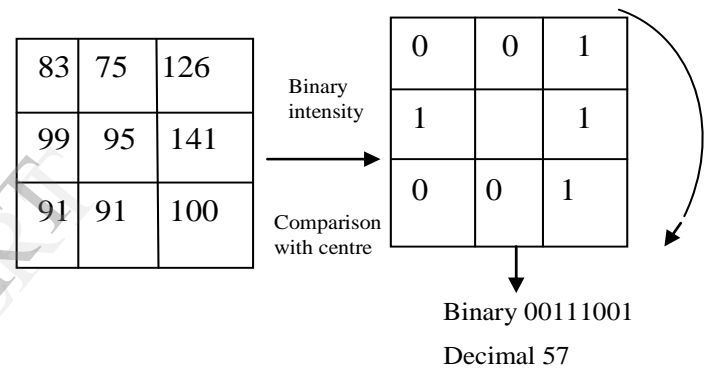 83 75 126
99 95 141
91 91 100
Binary
intensity
Comparison
with centre
0 0 1
1 1
0 0 1
Binary 00111001
Decimal 57